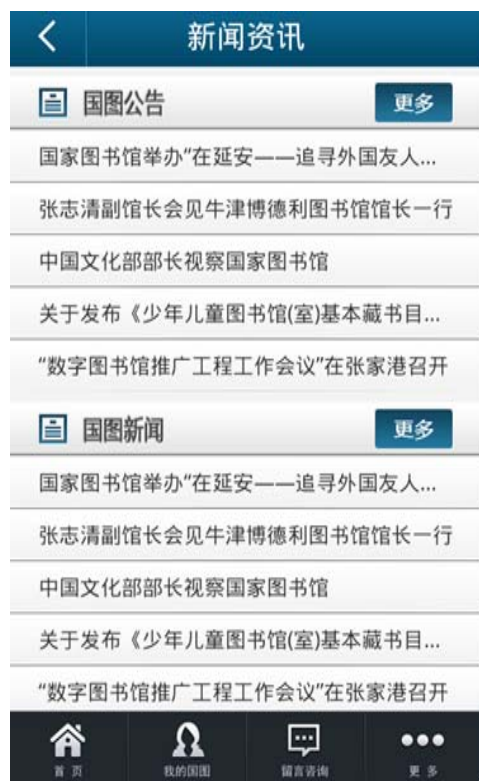 新闻资讯
国图公告 更多
国家图书馆举办“在延安——追寻外国友人...
张志清副馆长会见牛津博德利图书馆馆长一行
中国文化部部长视察国家图书馆
关于发布《少年儿童图书馆(室)基本藏书目...
“数字图书馆推广工程工作会议”在张家港召开
国图新闻 更多
国家图书馆举办“在延安——追寻外国友人...
张志清副馆长会见牛津博德利图书馆馆长一行
中国文化部部长视察国家图书馆
关于发布《少年儿童图书馆(室)基本藏书目...
“数字图书馆推广工程工作会议”在张家港召开
首页 我的国图 留言咨询 更多